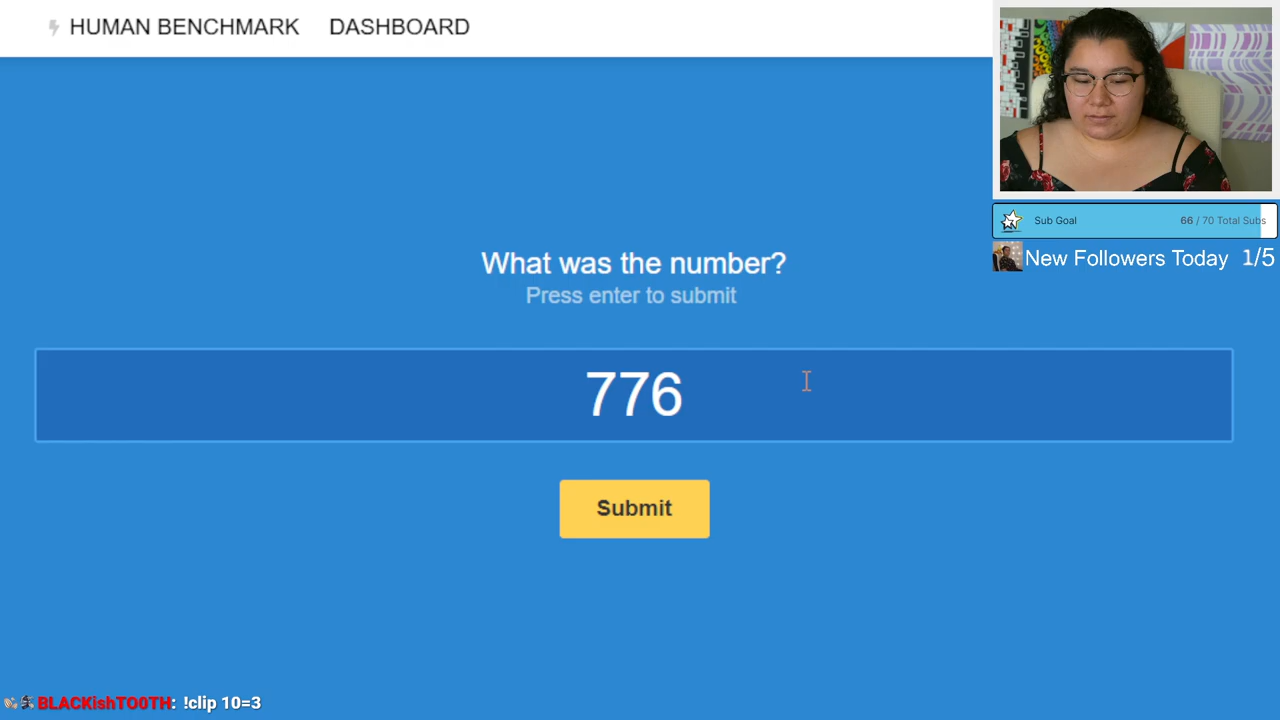 HUMAN BENCHMARK DASHBOARD
Sub Goal 66 / 70 Total Subs
New Followers Today 1/5
What was the number?
Press enter to submit
776
Submit
BLACKishTO0TH: !clip 10=3